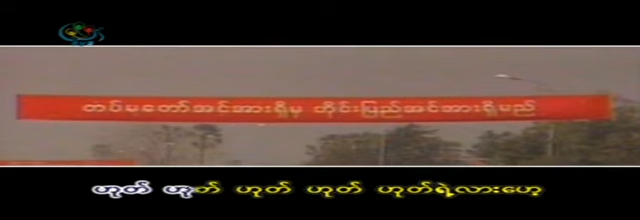 တပ်မတော်အင်အားရှိမှ တိုင်းပြည်အင်အားရှိမည်
ဟုတ် ဟုတ် ဟုတ် ဟုတ် ဟုတ်ရဲ့လားဟေ့